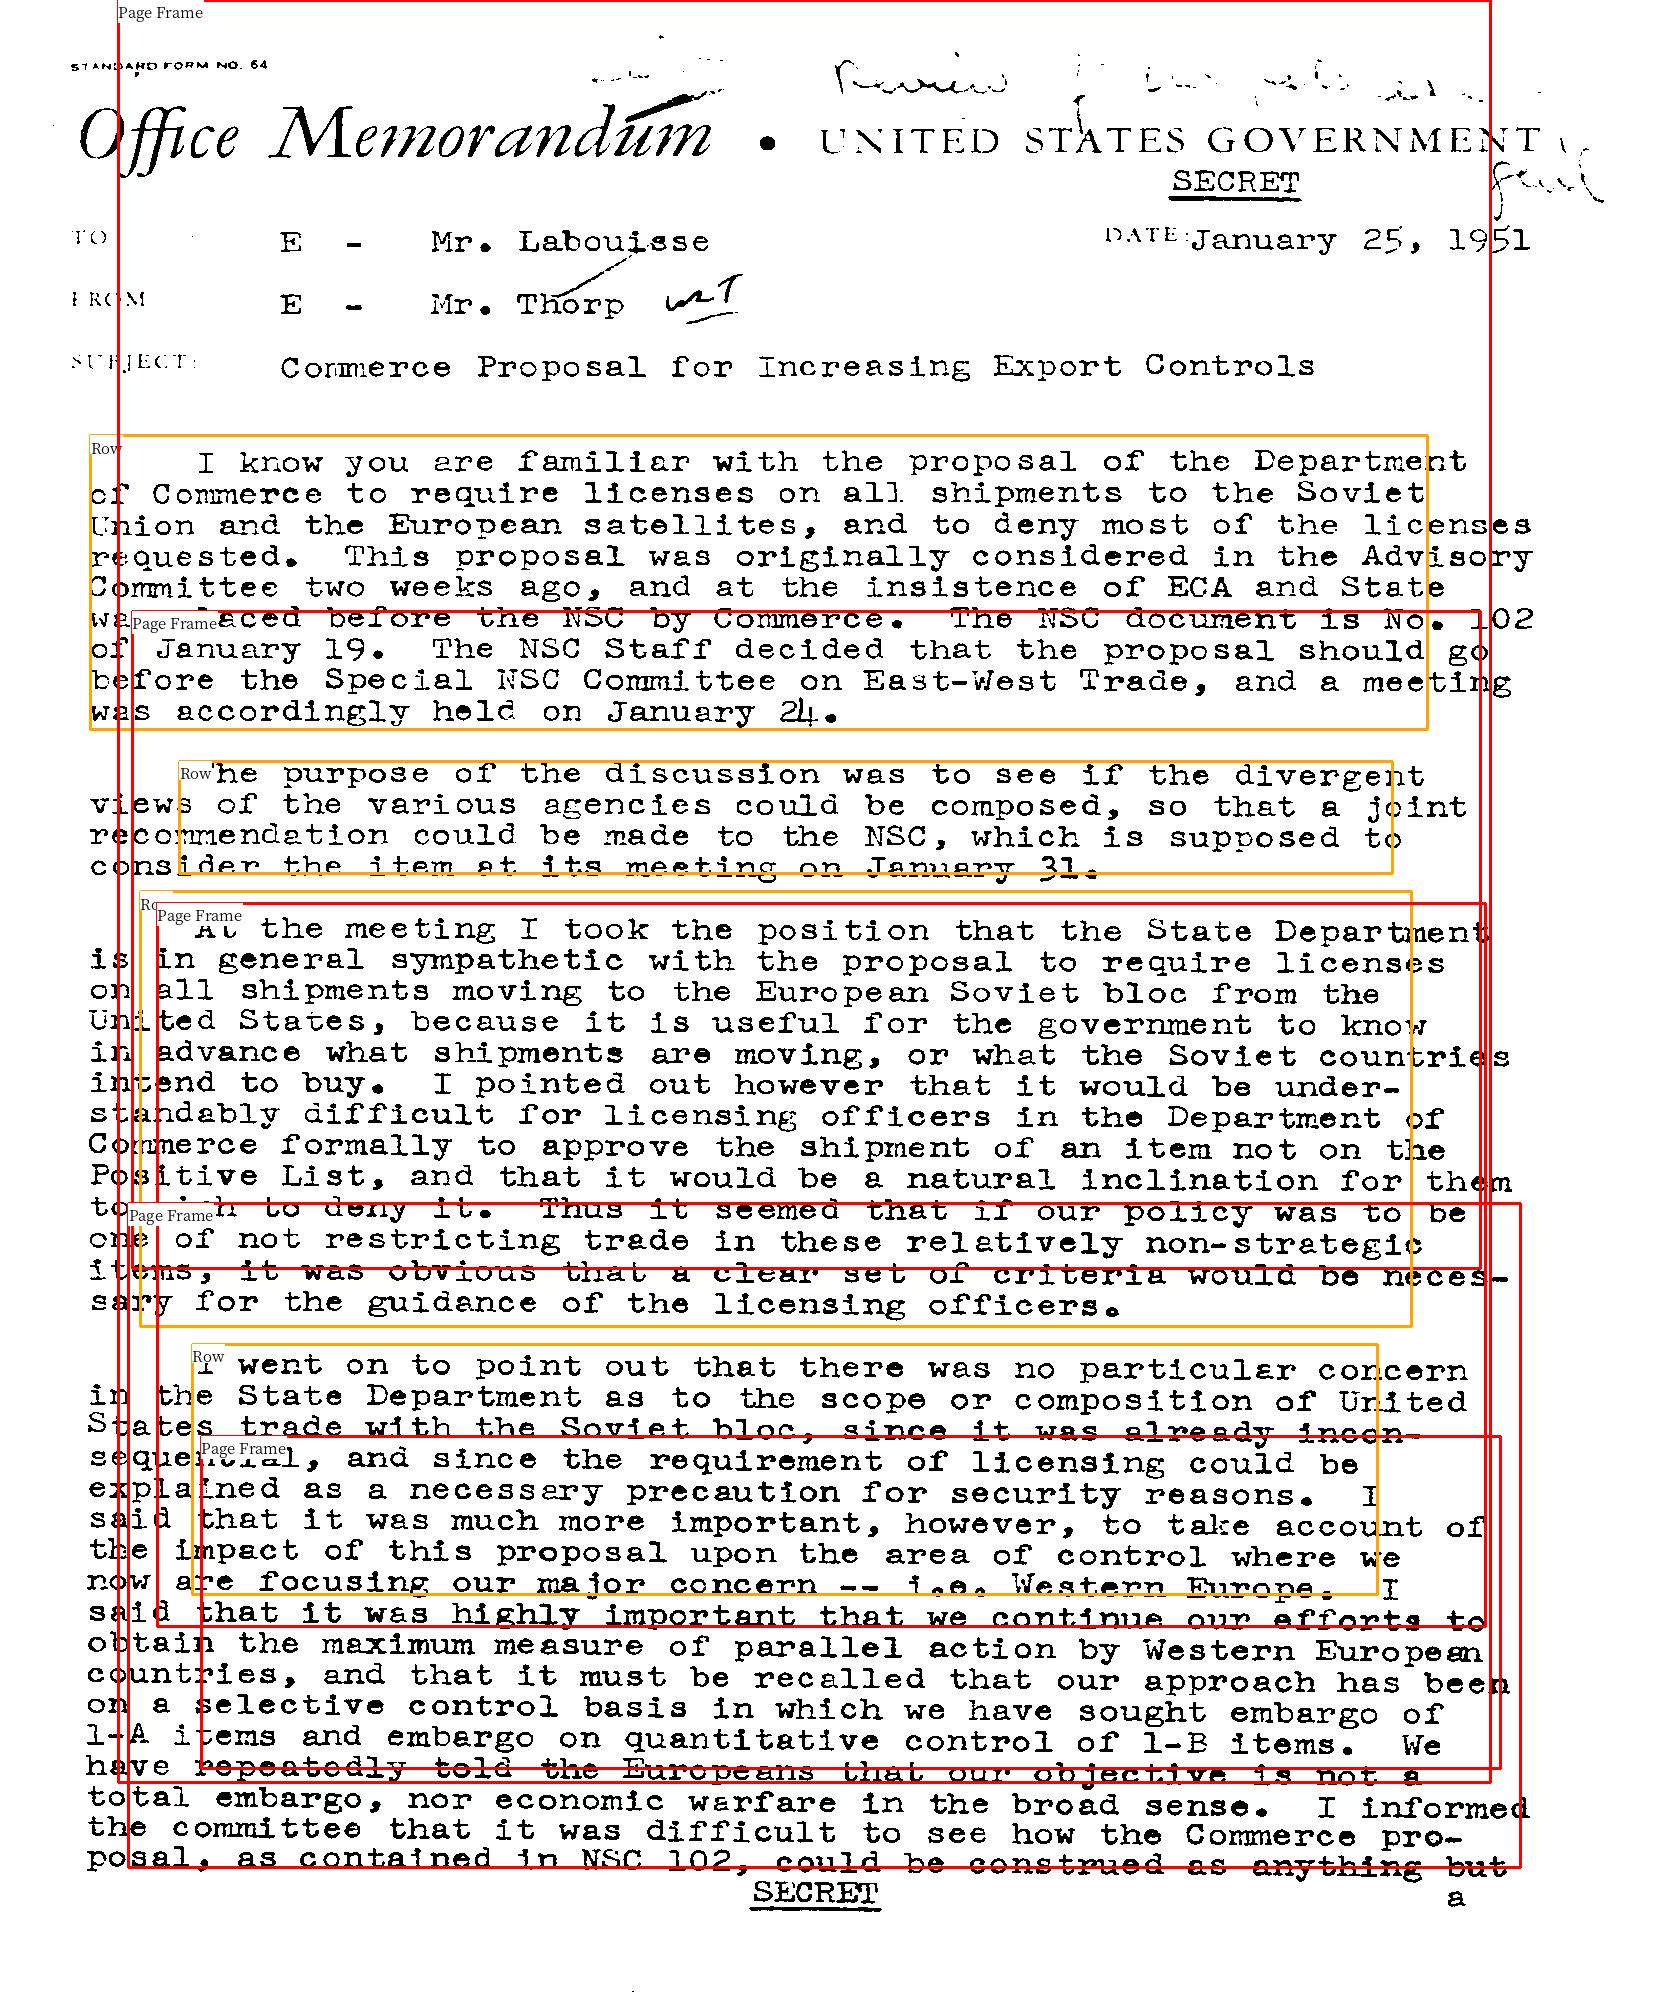 STANDARD FORM NO. 64
Review
Office Memorandum • UNITED STATES GOVERNMENT
SECRET
TO E - Mr. Labouisse DATE: January 25, 1951
FROM E - Mr. Thorp WT
SUBJECT: Commerce Proposal for Increasing Export Controls
I know you are familiar with the proposal of the Department
of Commerce to require licenses on all shipments to the Soviet
Union and the European satellites, and to deny most of the licenses
requested. This proposal was originally considered in the Advisory
Committee two weeks ago, and at the insistence of ECA and State
was placed before the NSC by Commerce. The NSC document is No. 102
of January 19. The NSC Staff decided that the proposal should go
before the Special NSC Committee on East-West Trade, and a meeting
was accordingly held on January 24.
The purpose of the discussion was to see if the divergent
views of the various agencies could be composed, so that a joint
recommendation could be made to the NSC, which is supposed to
consider the item at its meeting on January 31.
At the meeting I took the position that the State Department
is in general sympathetic with the proposal to require licenses
on all shipments moving to the European Soviet bloc from the
United States, because it is useful for the government to know
in advance what shipments are moving, or what the Soviet countries
intend to buy. I pointed out however that it would be under-
standably difficult for licensing officers in the Department of
Commerce formally to approve the shipment of an item not on the
Positive List, and that it would be a natural inclination for them
to to deny it. Thus it seemed that if our policy was to be
one of not restricting trade in these relatively non-strategic
items, it was obvious that a clear set of criteria would be neces-
sary for the guidance of the licensing officers.
I went on to point out that there was no particular concern
in the State Department as to the scope or composition of United
States trade with the Soviet bloc, since it was already incon-
sequential, and since the requirement of licensing could be
explained as a necessary precaution for security reasons. I
said that it was much more important, however, to take account of
the impact of this proposal upon the area of control where we
now are focusing our major concern -- i.e. Western Europe. I
said that it was highly important that we continue our efforts to
obtain the maximum measure of parallel action by Western European
countries, and that it must be recalled that our approach has been
on a selective control basis in which we have sought embargo of
1-A items and embargo on quantitative control of 1-B items. We
have repeatedly told the Europeans that our objective is not a
total embargo, nor economic warfare in the broad sense. I informed
the committee that it was difficult to see how the Commerce pro-
posal, as contained in NSC 102, could be construed as anything but
SECRET
a
Page Frame
Row
Page Frame
Row
Row
Page Frame
Page Frame
Row
Page Frame